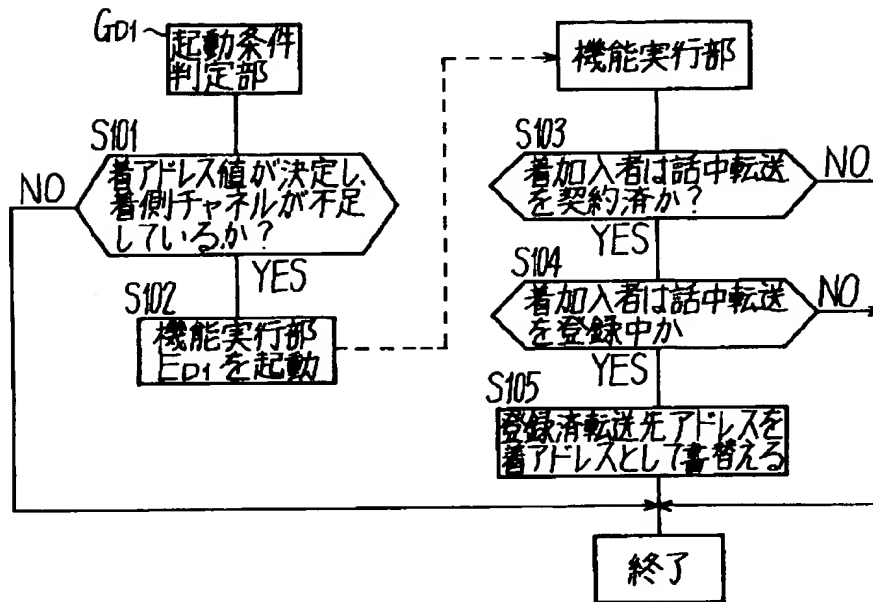 GD1
起動条件
判定部
S101
着アドレス値が決定し、
着側チャネルが不足
しているか？
NO
YES
S102
機能実行部
ED1を起動
機能実行部
S103
着加入者は話中転送
を契約済か？
NO
YES
S104
着加入者は話中転送
を登録中か
NO
YES
S105
登録済転送先アドレスを
着アドレスとして書替える
終了